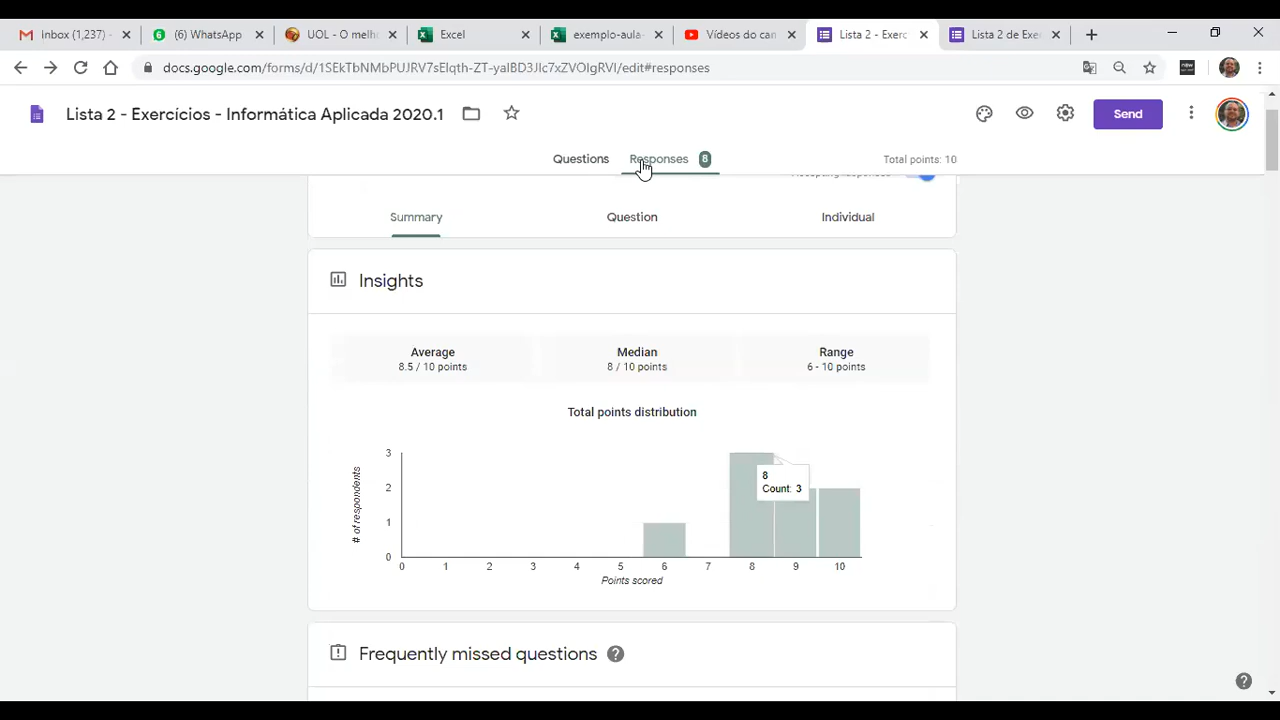 Inbox (1,237) -
(6) WhatsApp
UOL - O melh
Excel
exemplo-aula-
Vídeos do can
Lista 2 - Exerc
Lista 2 de Exer
docs.google.com/forms/d/1SEkTbNMbPUJRV7sElqth-ZT-yaIBD3JIc7xZVOlgRVI/edit#responses
Lista 2 - Exercícios - Informática Aplicada 2020.1
Send
Questions
Responses 8
Total points: 10
Accepting responses
Summary
Question
Individual
Insights
Average
8.5 / 10 points
Median
8 / 10 points
Range
6 - 10 points
Total points distribution
# of respondents
3
2
1
0
8
Count: 3
0 1 2 3 4 5 6 7 8 9 10
Points scored
Frequently missed questions